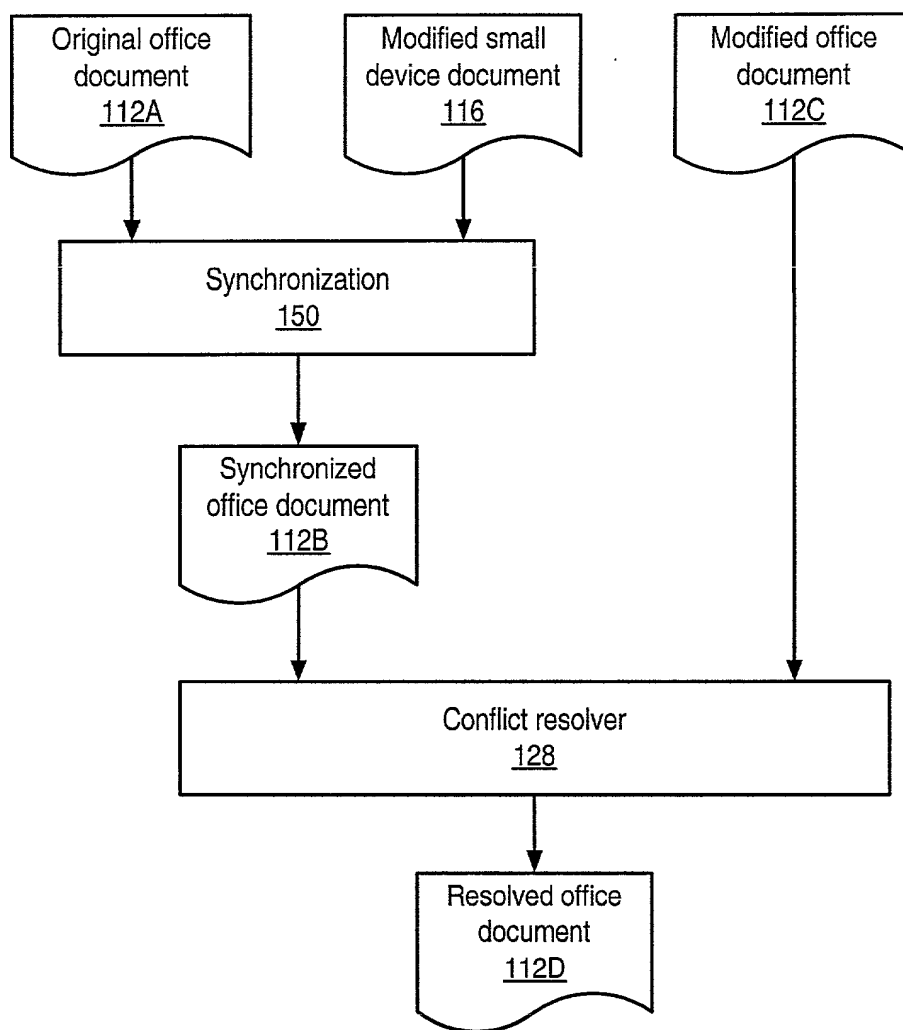 Original office
document
112A
Modified small
device document
116
Modified office
document
112C
Synchronization
150
Synchronized
office document
112B
Conflict resolver
128
Resolved office
document
112D